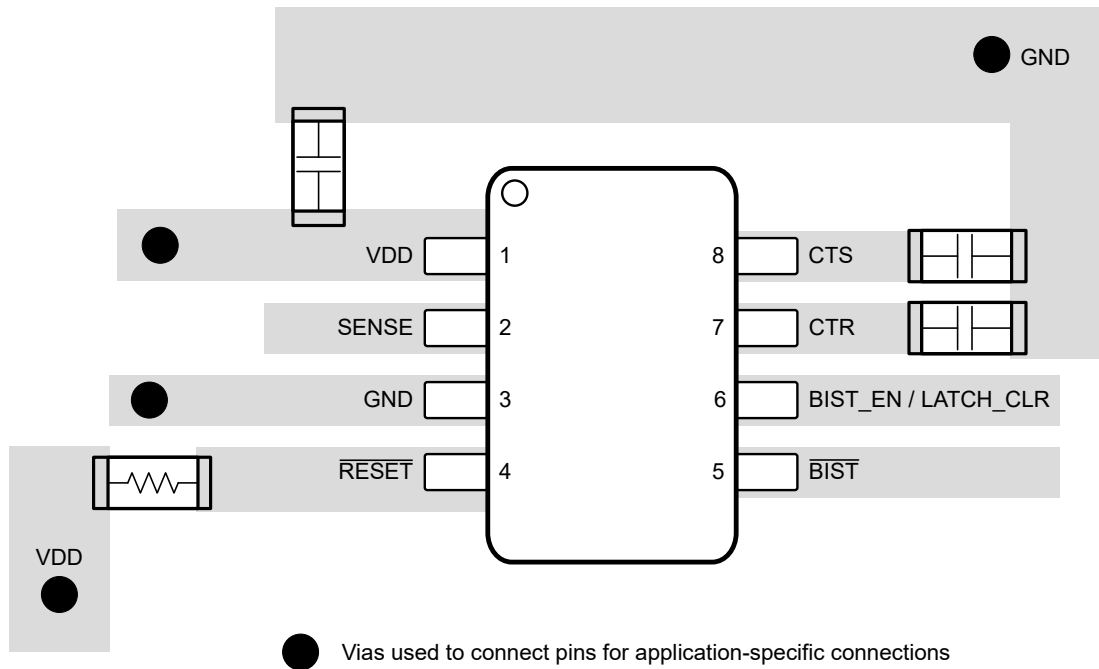 GND
VDD 1 8 CTS
SENSE 2 7 CTR
GND 3 6 BIST_EN / LATCH_CLR
RESET 4 5 BIST
VDD
Vias used to connect pins for application-specific connections